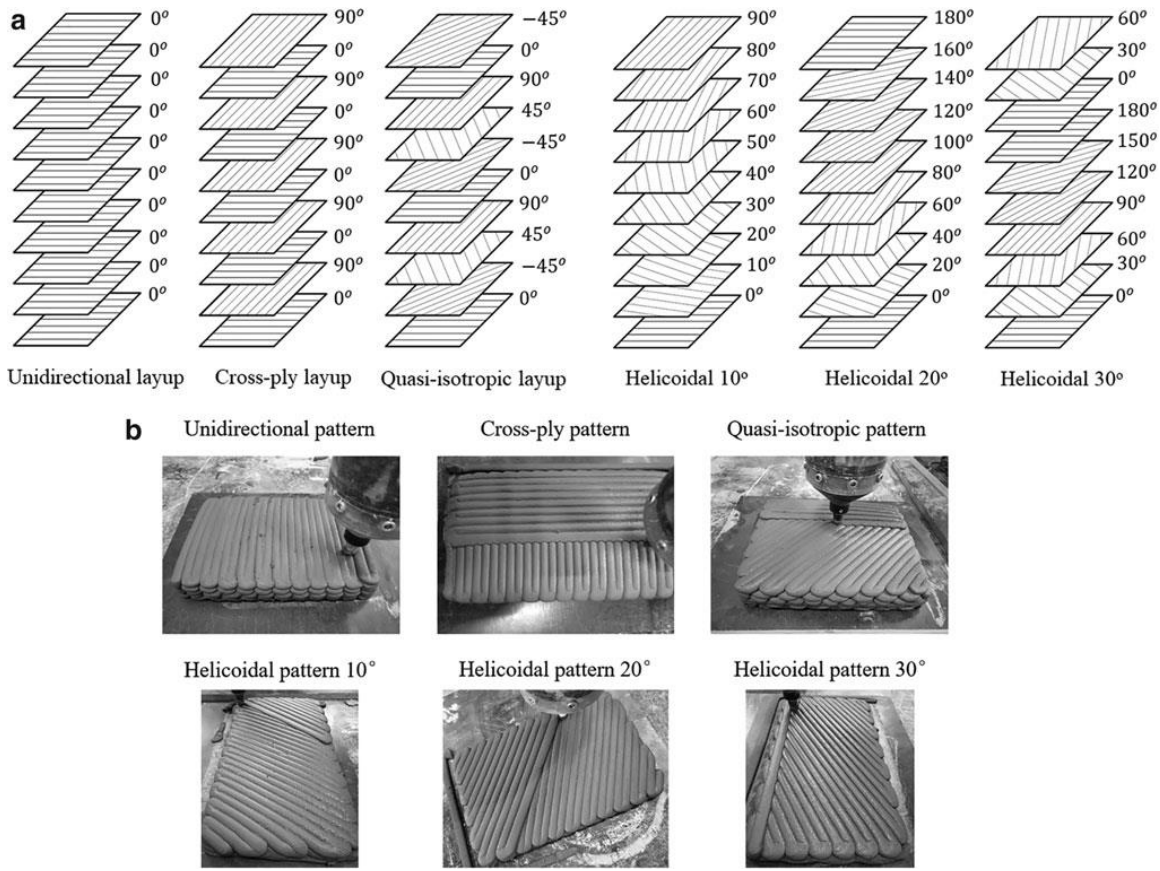 a
0° 90° −45° 90° 180° 60°
0° 0° 0° 80° 160° 30°
0° 90° 90° 70° 140° 0°
0° 0° 45° 60° 120° 180°
0° 90° −45° 50° 100° 150°
0° 0° 0° 40° 80° 120°
0° 90° 90° 30° 60° 90°
0° 0° 45° 20° 40° 60°
0° 90° −45° 10° 20° 30°
0° 0° 0° 0° 0° 0°
Unidirectional layup Cross-ply layup Quasi-isotropic layup Helicoidal 10° Helicoidal 20° Helicoidal 30°
b
Unidirectional pattern Cross-ply pattern Quasi-isotropic pattern
Helicoidal pattern 10° Helicoidal pattern 20° Helicoidal pattern 30°